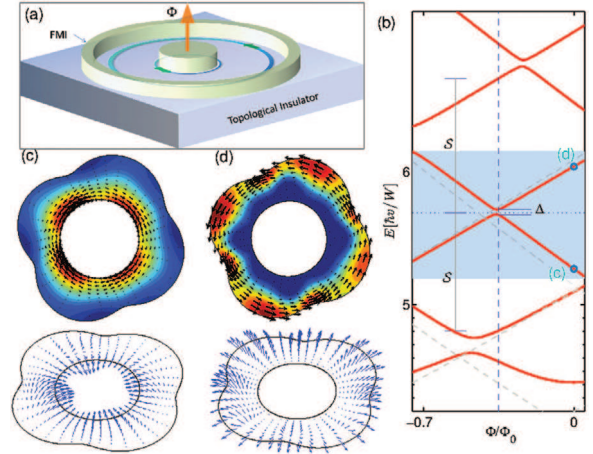 (a)
Φ
FMI
Topological Insulator
(b)
E[ħv/W]
6
5
S
S
Δ
(d)
(c)
-0.7
0
Φ/Φ₀
(c)
(d)